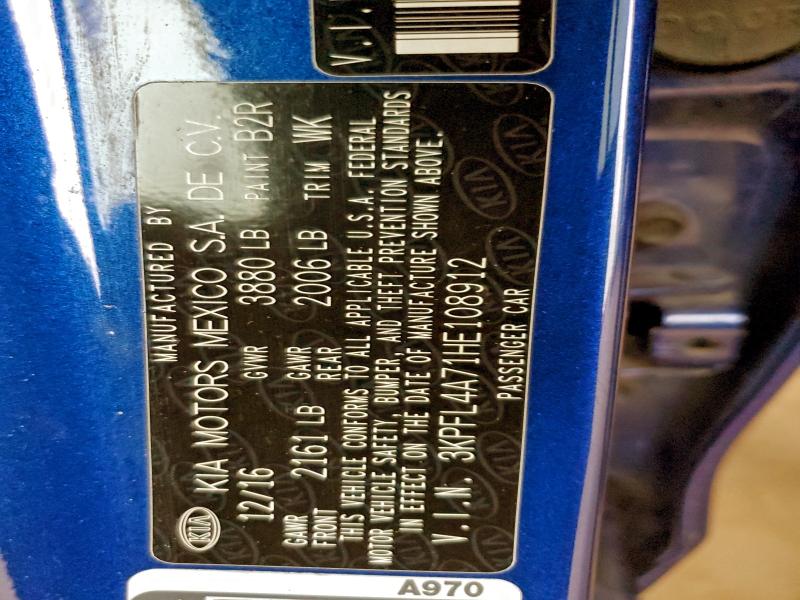 V.I.
MANUFACTURED BY
KIA KIA MOTORS MEXICO S.A. DE C.V.
12/16 GVWR 3880 LB PAINT B2R
GAWR FRONT 2161 LB GAWR REAR 2006 LB TRIM WK
THIS VEHICLE CONFORMS TO ALL APPLICABLE U.S.A. FEDERAL
MOTOR VEHICLE SAFETY, BUMPER, AND THEFT PREVENTION STANDARDS
IN EFFECT ON THE DATE OF MANUFACTURE SHOWN ABOVE.
V.I.N. 3KPFL4A71HE108912
PASSENGER CAR
A970